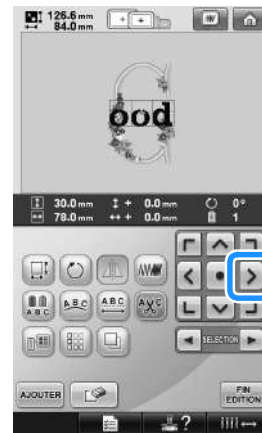 126.6 mm
84.0 mm
ood
30.0 mm + 0.0 mm 0°
78.0 mm + 0.0 mm 1
ABC ABC ABC
SELECTION
AJOUTER
FIN
EDITION
?